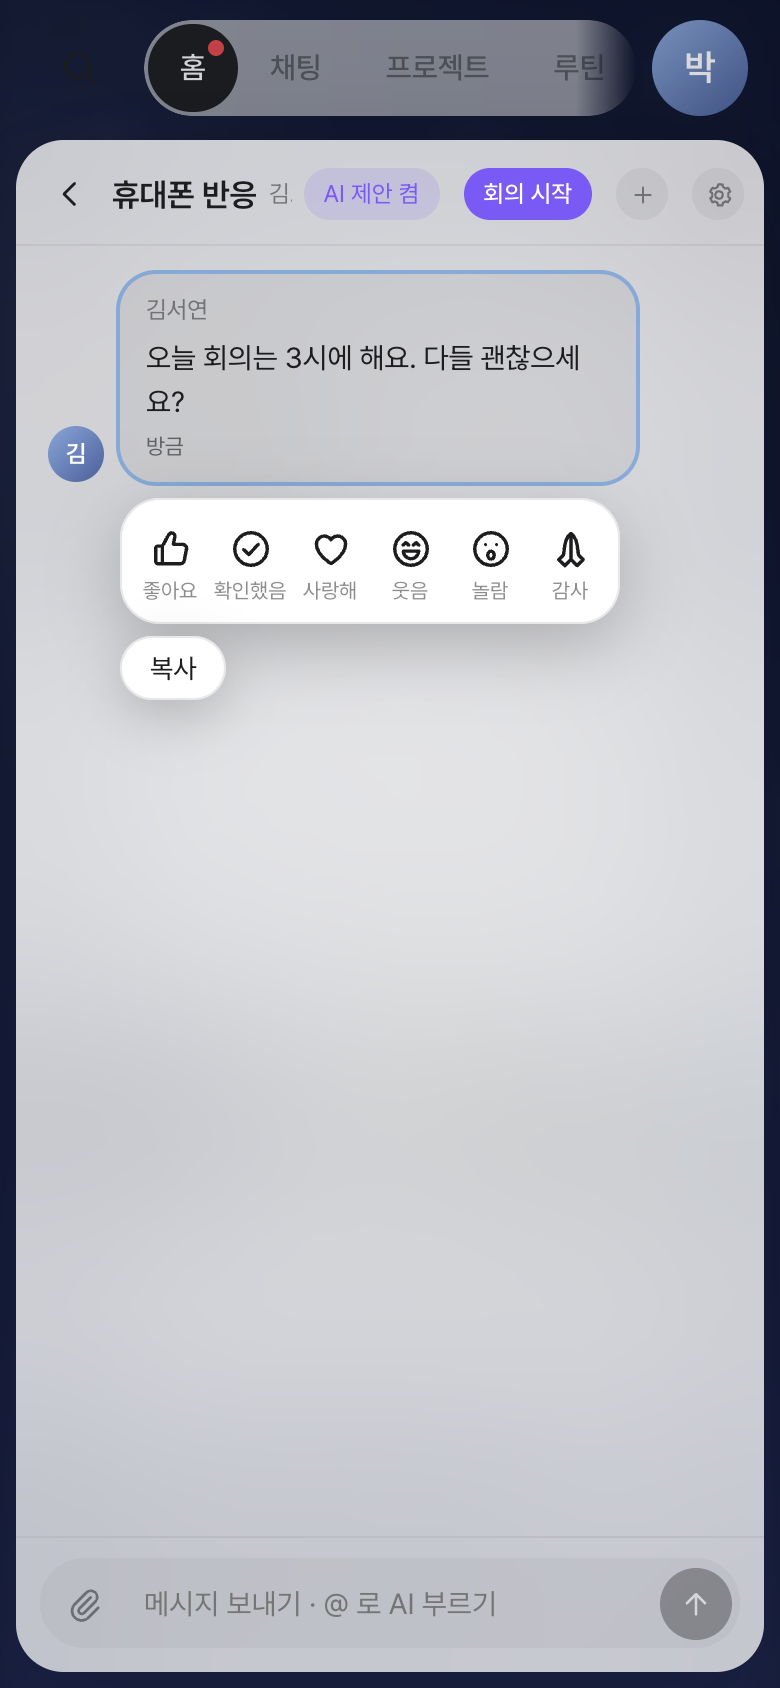 홈
채팅
프로젝트
루틴
박
휴대폰 반응
김.
AI 제안 켬
회의 시작
김서연
오늘 회의는 3시에 해요. 다들 괜찮으세
요?
방금
김
좋아요
확인했음
사랑해
웃음
놀람
감사
복사
메시지 보내기 · @ 로 AI 부르기